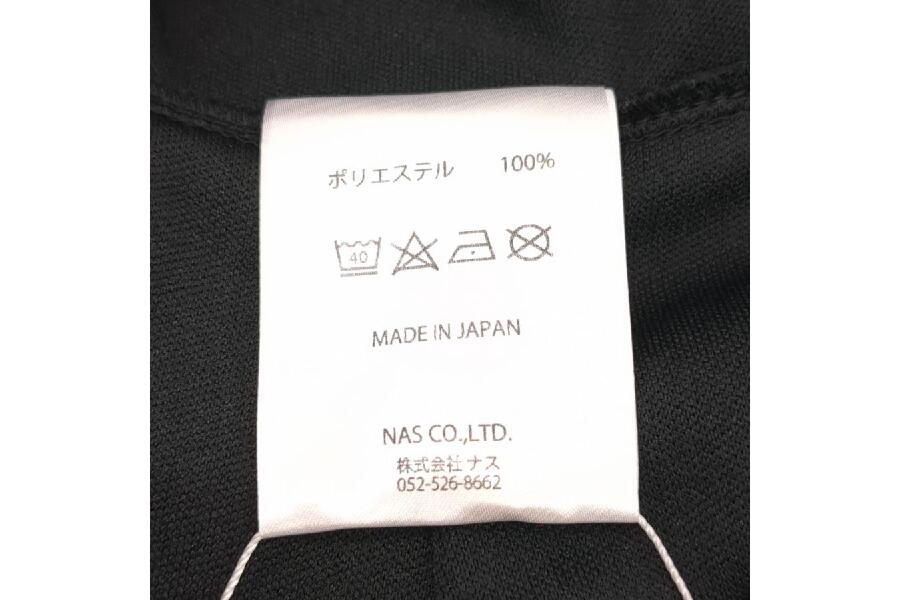 ポリエステル 100%
40
MADE IN JAPAN
NAS CO.,LTD.
株式会社 ナス
052-526-8662